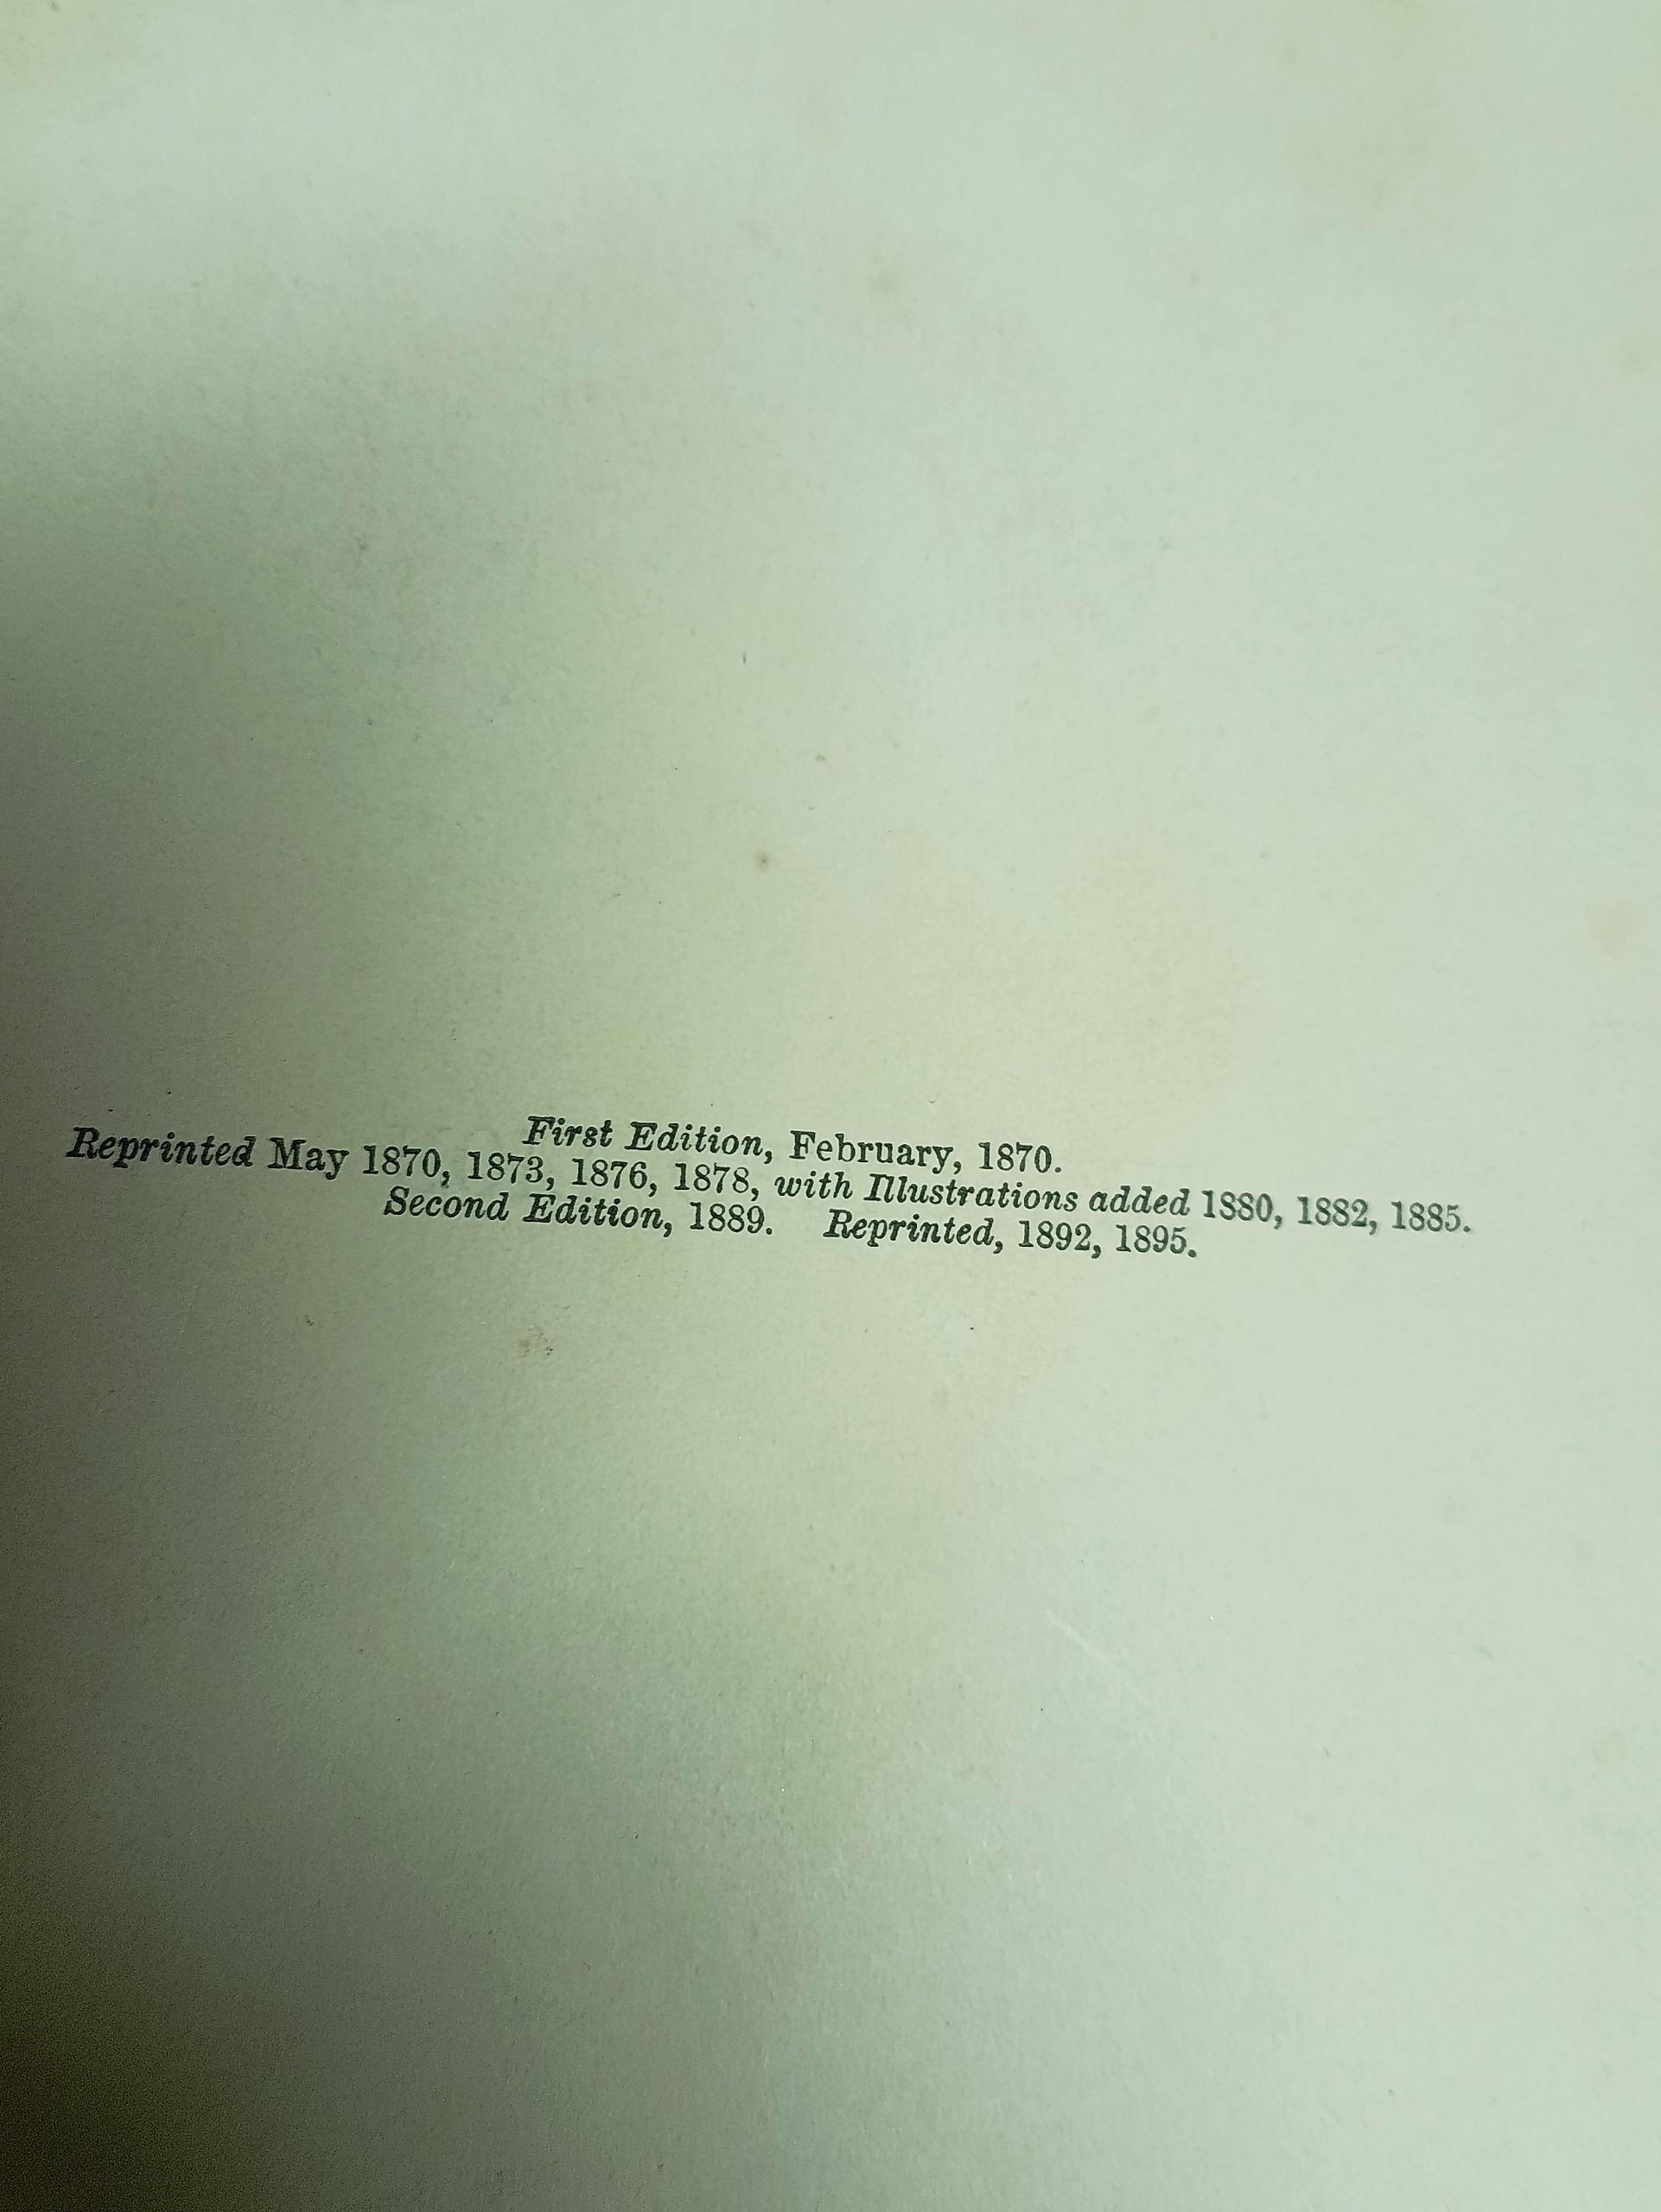 First Edition, February, 1870.
Reprinted May 1870, 1873, 1876, 1878, with Illustrations added 1880, 1882, 1885.
Second Edition, 1889. Reprinted, 1892, 1895.